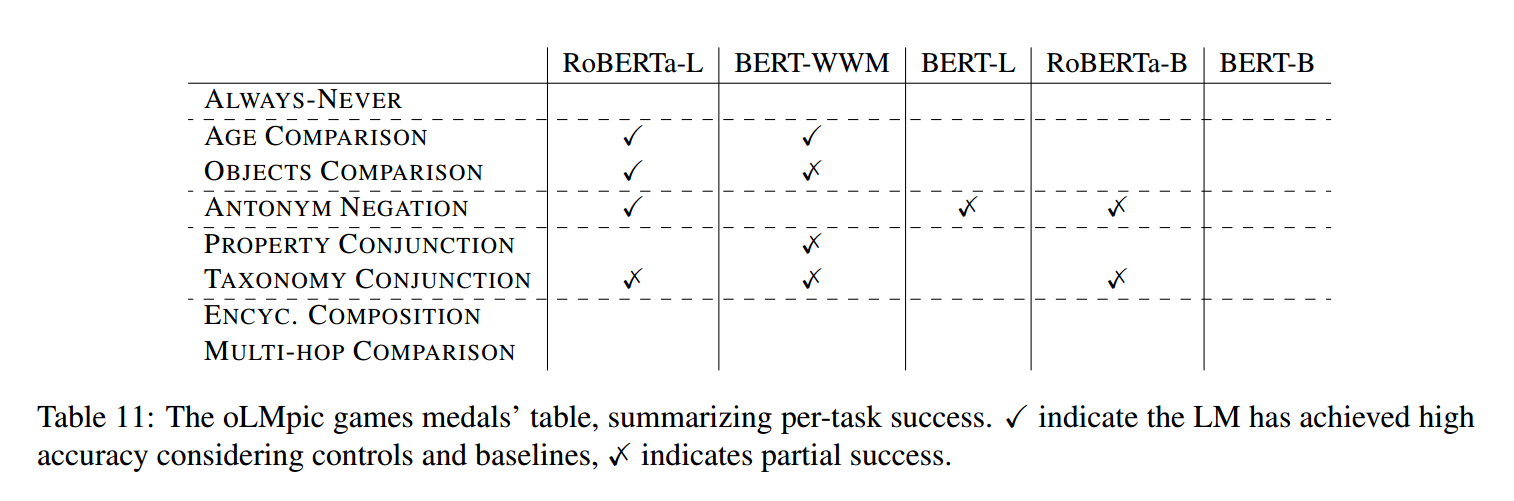 RoBERTa-L BERT-WWM BERT-L RoBERTa-B BERT-B
ALWAYS-NEVER
AGE COMPARISON ✓ ✓
OBJECTS COMPARISON ✓ ✓̸
ANTONYM NEGATION ✓ ✓̸ ✓̸
PROPERTY CONJUNCTION ✓̸
TAXONOMY CONJUNCTION ✓̸ ✓̸ ✓̸
ENCYC. COMPOSITION
MULTI-HOP COMPARISON
Table 11: The oLMpic games medals’ table, summarizing per-task success. ✓ indicate the LM has achieved high
accuracy considering controls and baselines, ✓̸ indicates partial success.